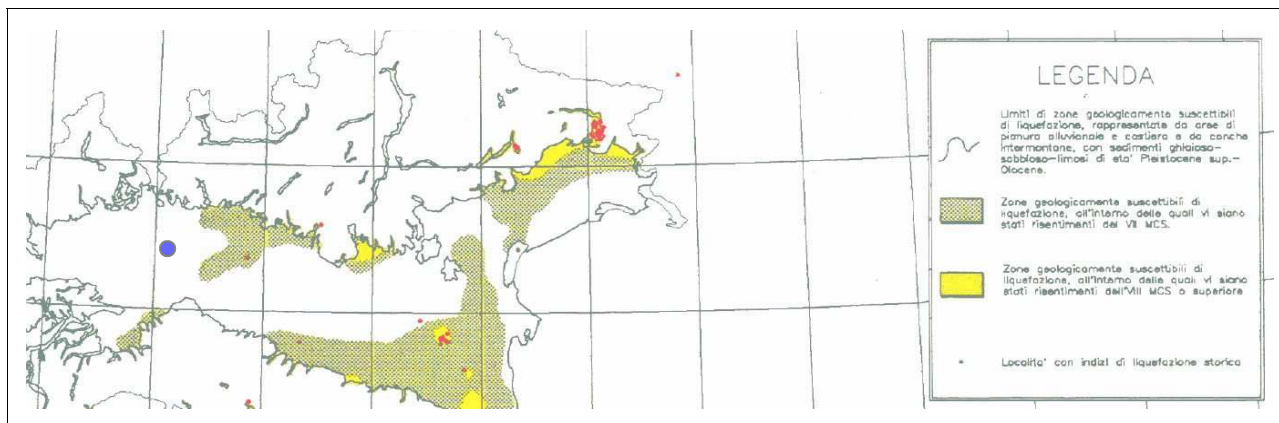 LEGENDA
Limiti di zone geologicamente suscettibili
di liquefazione, rappresentate da aree di
pianura alluvionale e costiera e da conche
intermontane, con sedimenti ghiaioso-
sabbioso-limosi di eta' Pleistocene sup.-
Olocene.
Zone geologicamente suscettibili di
liquefazione, all'interno delle quali vi siano
stati risentimenti del VII MCS.
Zone geologicamente suscettibili di
liquefazione, all'interno delle quali vi siano
stati risentimenti dell'VIII MCS o superiore
Localita' con indizi di liquefazione storica